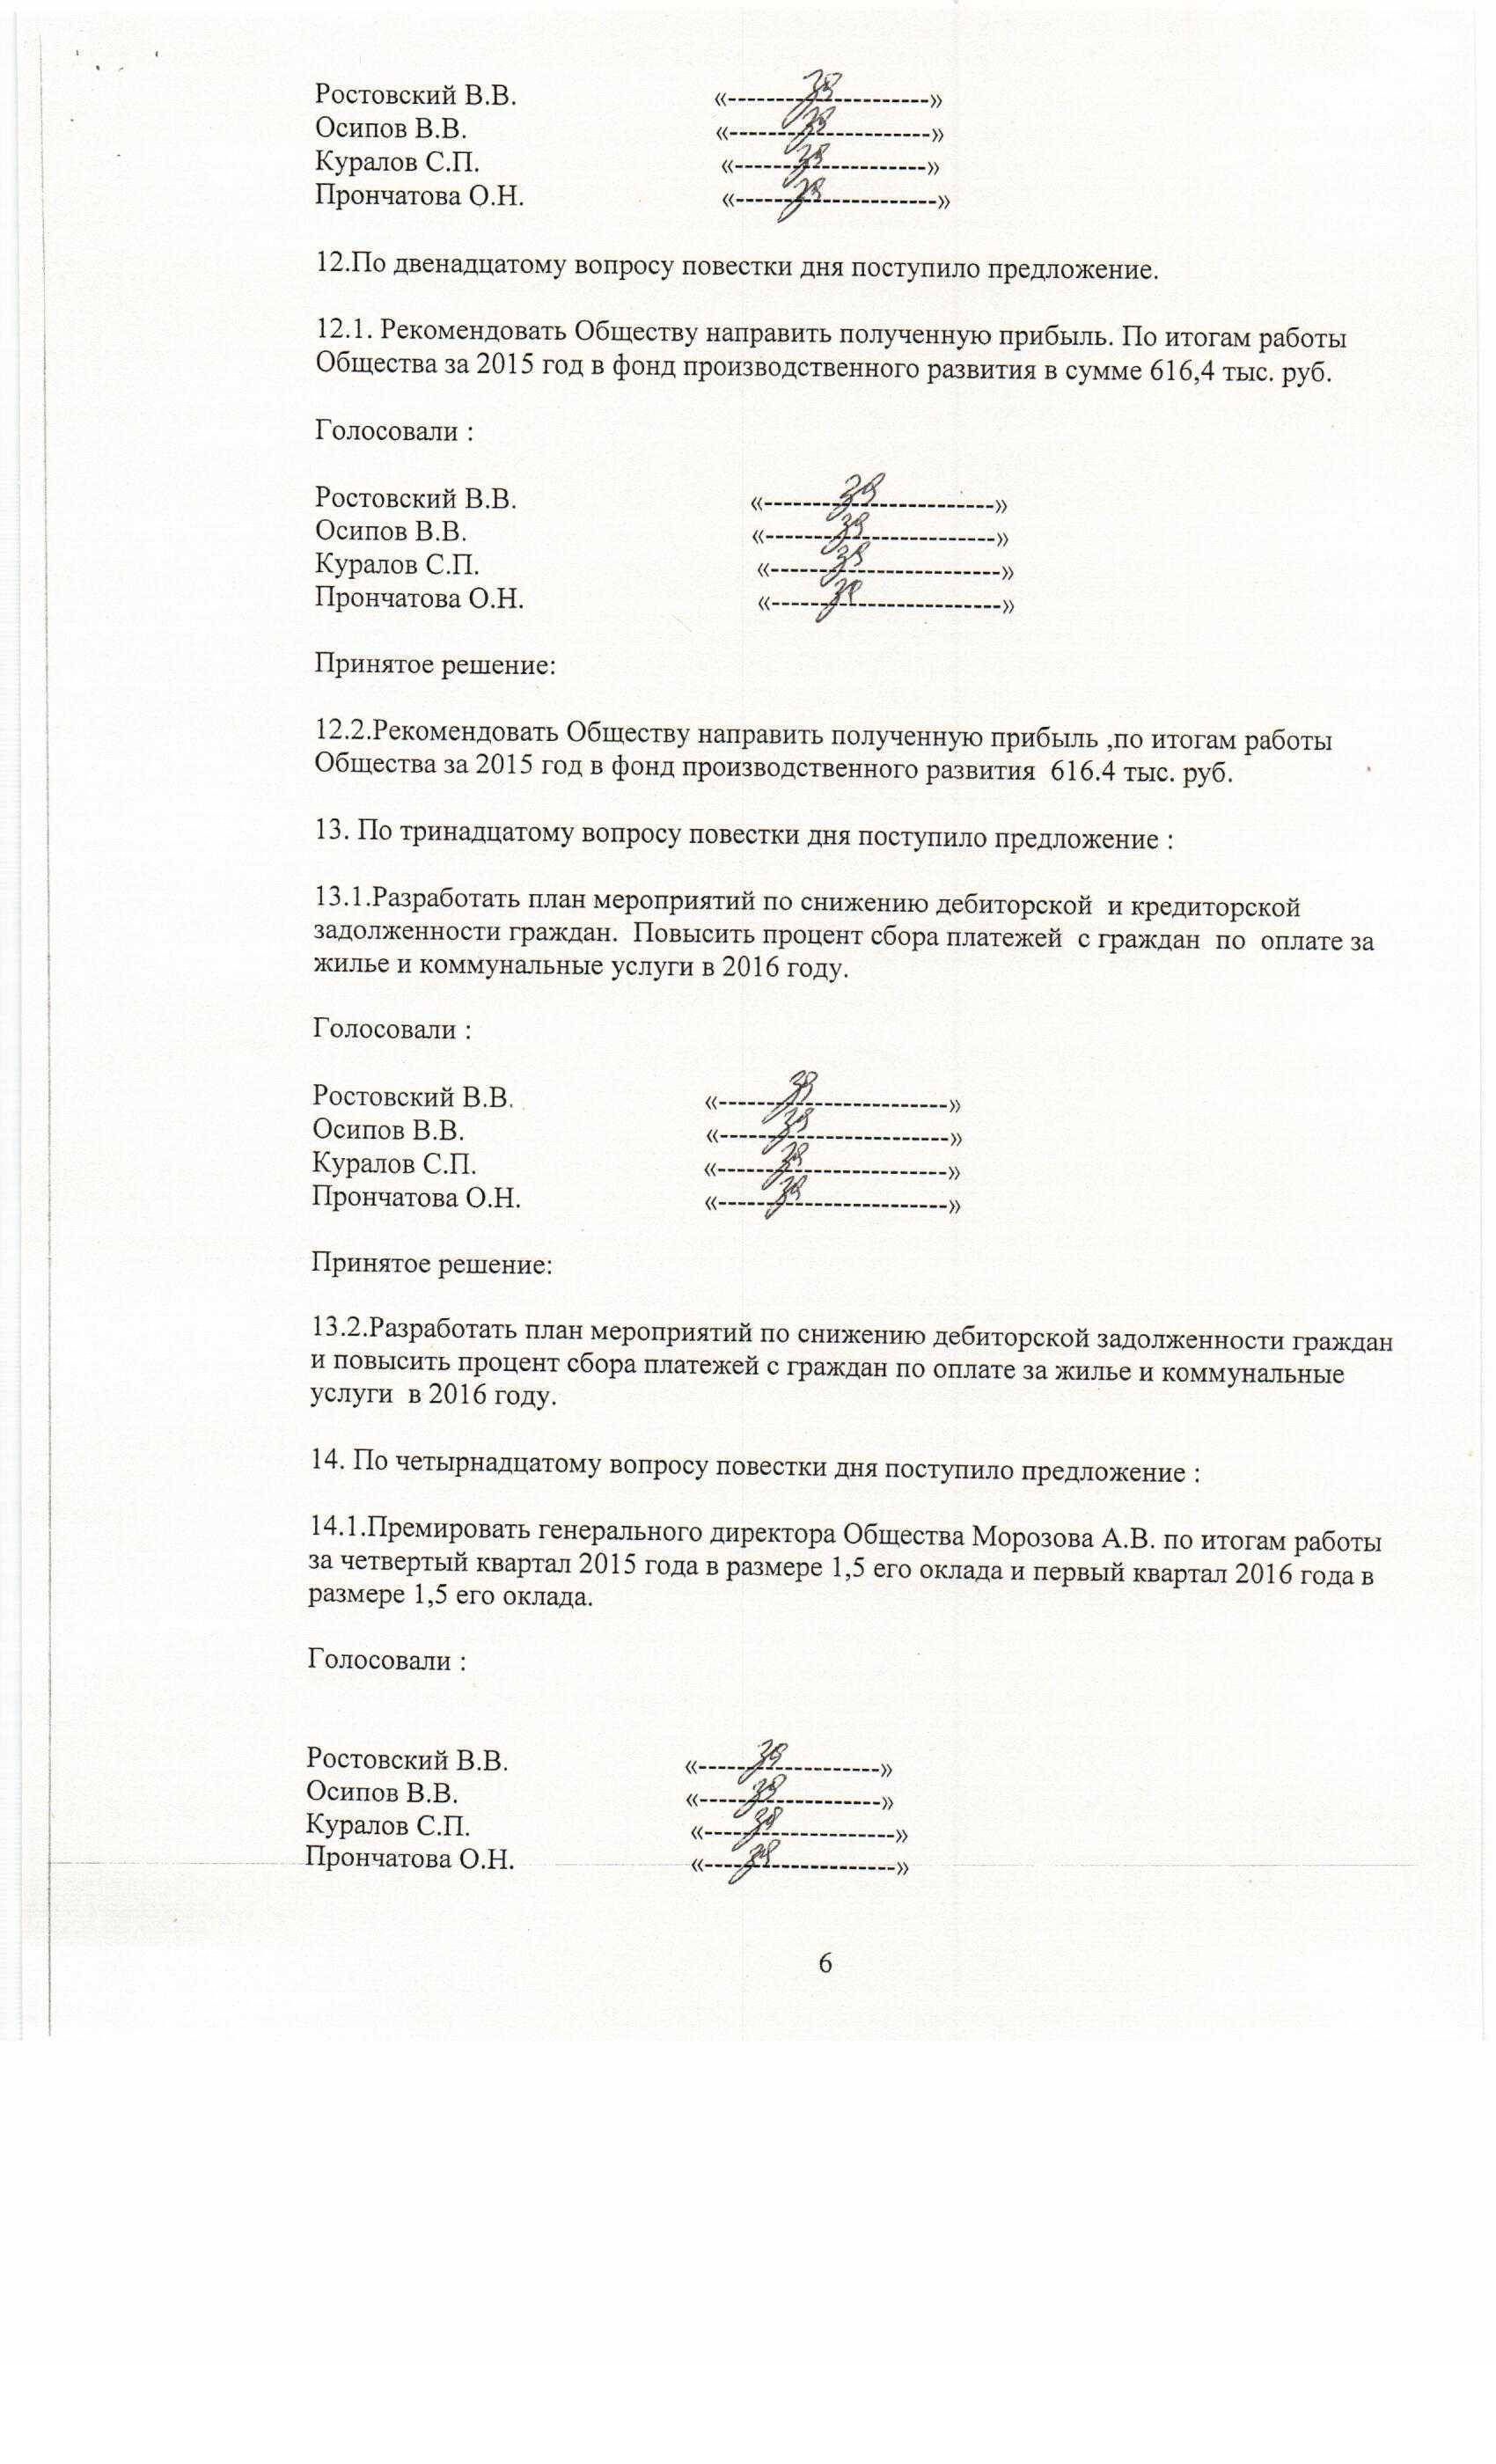 Ростовский В.В. «----------------------»
Осипов В.В. «----------------------»
Куралов С.П. «---------------------»
Прончатова О.Н. «----------------------»
12.По двенадцатому вопросу повестки дня поступило предложение.
12.1. Рекомендовать Обществу направить полученную прибыль. По итогам работы
Общества за 2015 год в фонд производственного развития в сумме 616,4 тыс. руб.
Голосовали :
Ростовский В.В. «-------------------------»
Осипов В.В. «-------------------------»
Куралов С.П. «-------------------------»
Прончатова О.Н. «-------------------------»
Принятое решение:
12.2.Рекомендовать Обществу направить полученную прибыль ,по итогам работы
Общества за 2015 год в фонд производственного развития 616.4 тыс. руб.
13. По тринадцатому вопросу повестки дня поступило предложение :
13.1.Разработать план мероприятий по снижению дебиторской и кредиторской
задолженности граждан. Повысить процент сбора платежей с граждан по оплате за
жилье и коммунальные услуги в 2016 году.
Голосовали :
Ростовский В.В. «-------------------------»
Осипов В.В. «-------------------------»
Куралов С.П. «-------------------------»
Прончатова О.Н. «-------------------------»
Принятое решение:
13.2.Разработать план мероприятий по снижению дебиторской задолженности граждан
и повысить процент сбора платежей с граждан по оплате за жилье и коммунальные
услуги в 2016 году.
14. По четырнадцатому вопросу повестки дня поступило предложение :
14.1.Премировать генерального директора Общества Морозова А.В. по итогам работы
за четвертый квартал 2015 года в размере 1,5 его оклада и первый квартал 2016 года в
размере 1,5 его оклада.
Голосовали :
Ростовский В.В. «--------------------»
Осипов В.В. «--------------------»
Куралов С.П. «---------------------»
Прончатова О.Н. «---------------------»
6